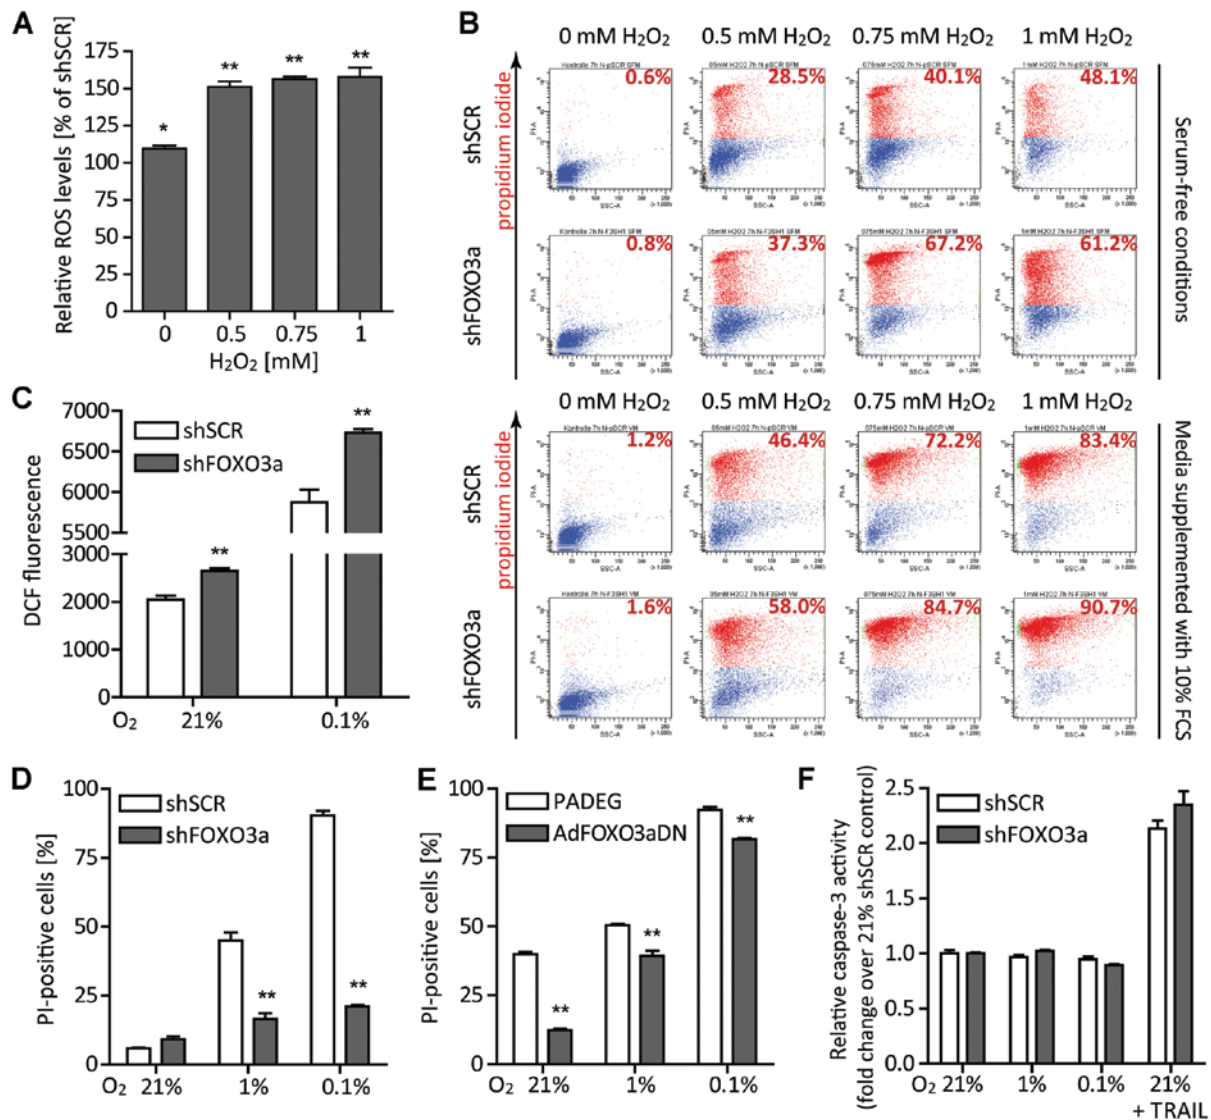 A
Relative ROS levels [% of shSCR]
175
150
125
100
75
50
25
0
*
**
**
**
0 0.5 0.75 1
H₂O₂ [mM]
B
0 mM H₂O₂ 0.5 mM H₂O₂ 0.75 mM H₂O₂ 1 mM H₂O₂
propidium iodide
shSCR
0.6% 28.5% 40.1% 48.1%
shFOXO3a
0.8% 37.3% 67.2% 61.2%
Serum-free conditions
0 mM H₂O₂ 0.5 mM H₂O₂ 0.75 mM H₂O₂ 1 mM H₂O₂
propidium iodide
shSCR
1.2% 46.4% 72.2% 83.4%
shFOXO3a
1.6% 58.0% 84.7% 90.7%
Media supplemented with 10% FCS
SSC-A
PI-A
C
DCF fluorescence
7000
6500
6000
5500
3000
2000
1000
0
shSCR
shFOXO3a
**
**
O₂ 21% 0.1%
D
PI-positive cells [%]
100
75
50
25
0
shSCR
shFOXO3a
**
**
O₂ 21% 1% 0.1%
E
PI-positive cells [%]
100
75
50
25
0
PADEG
AdFOXO3aDN
**
**
**
O₂ 21% 1% 0.1%
F
Relative caspase-3 activity
(fold change over 21% shSCR control)
2.5
2.0
1.5
1.0
0.5
0.0
shSCR
shFOXO3a
O₂ 21% 1% 0.1% 21%
+ TRAIL